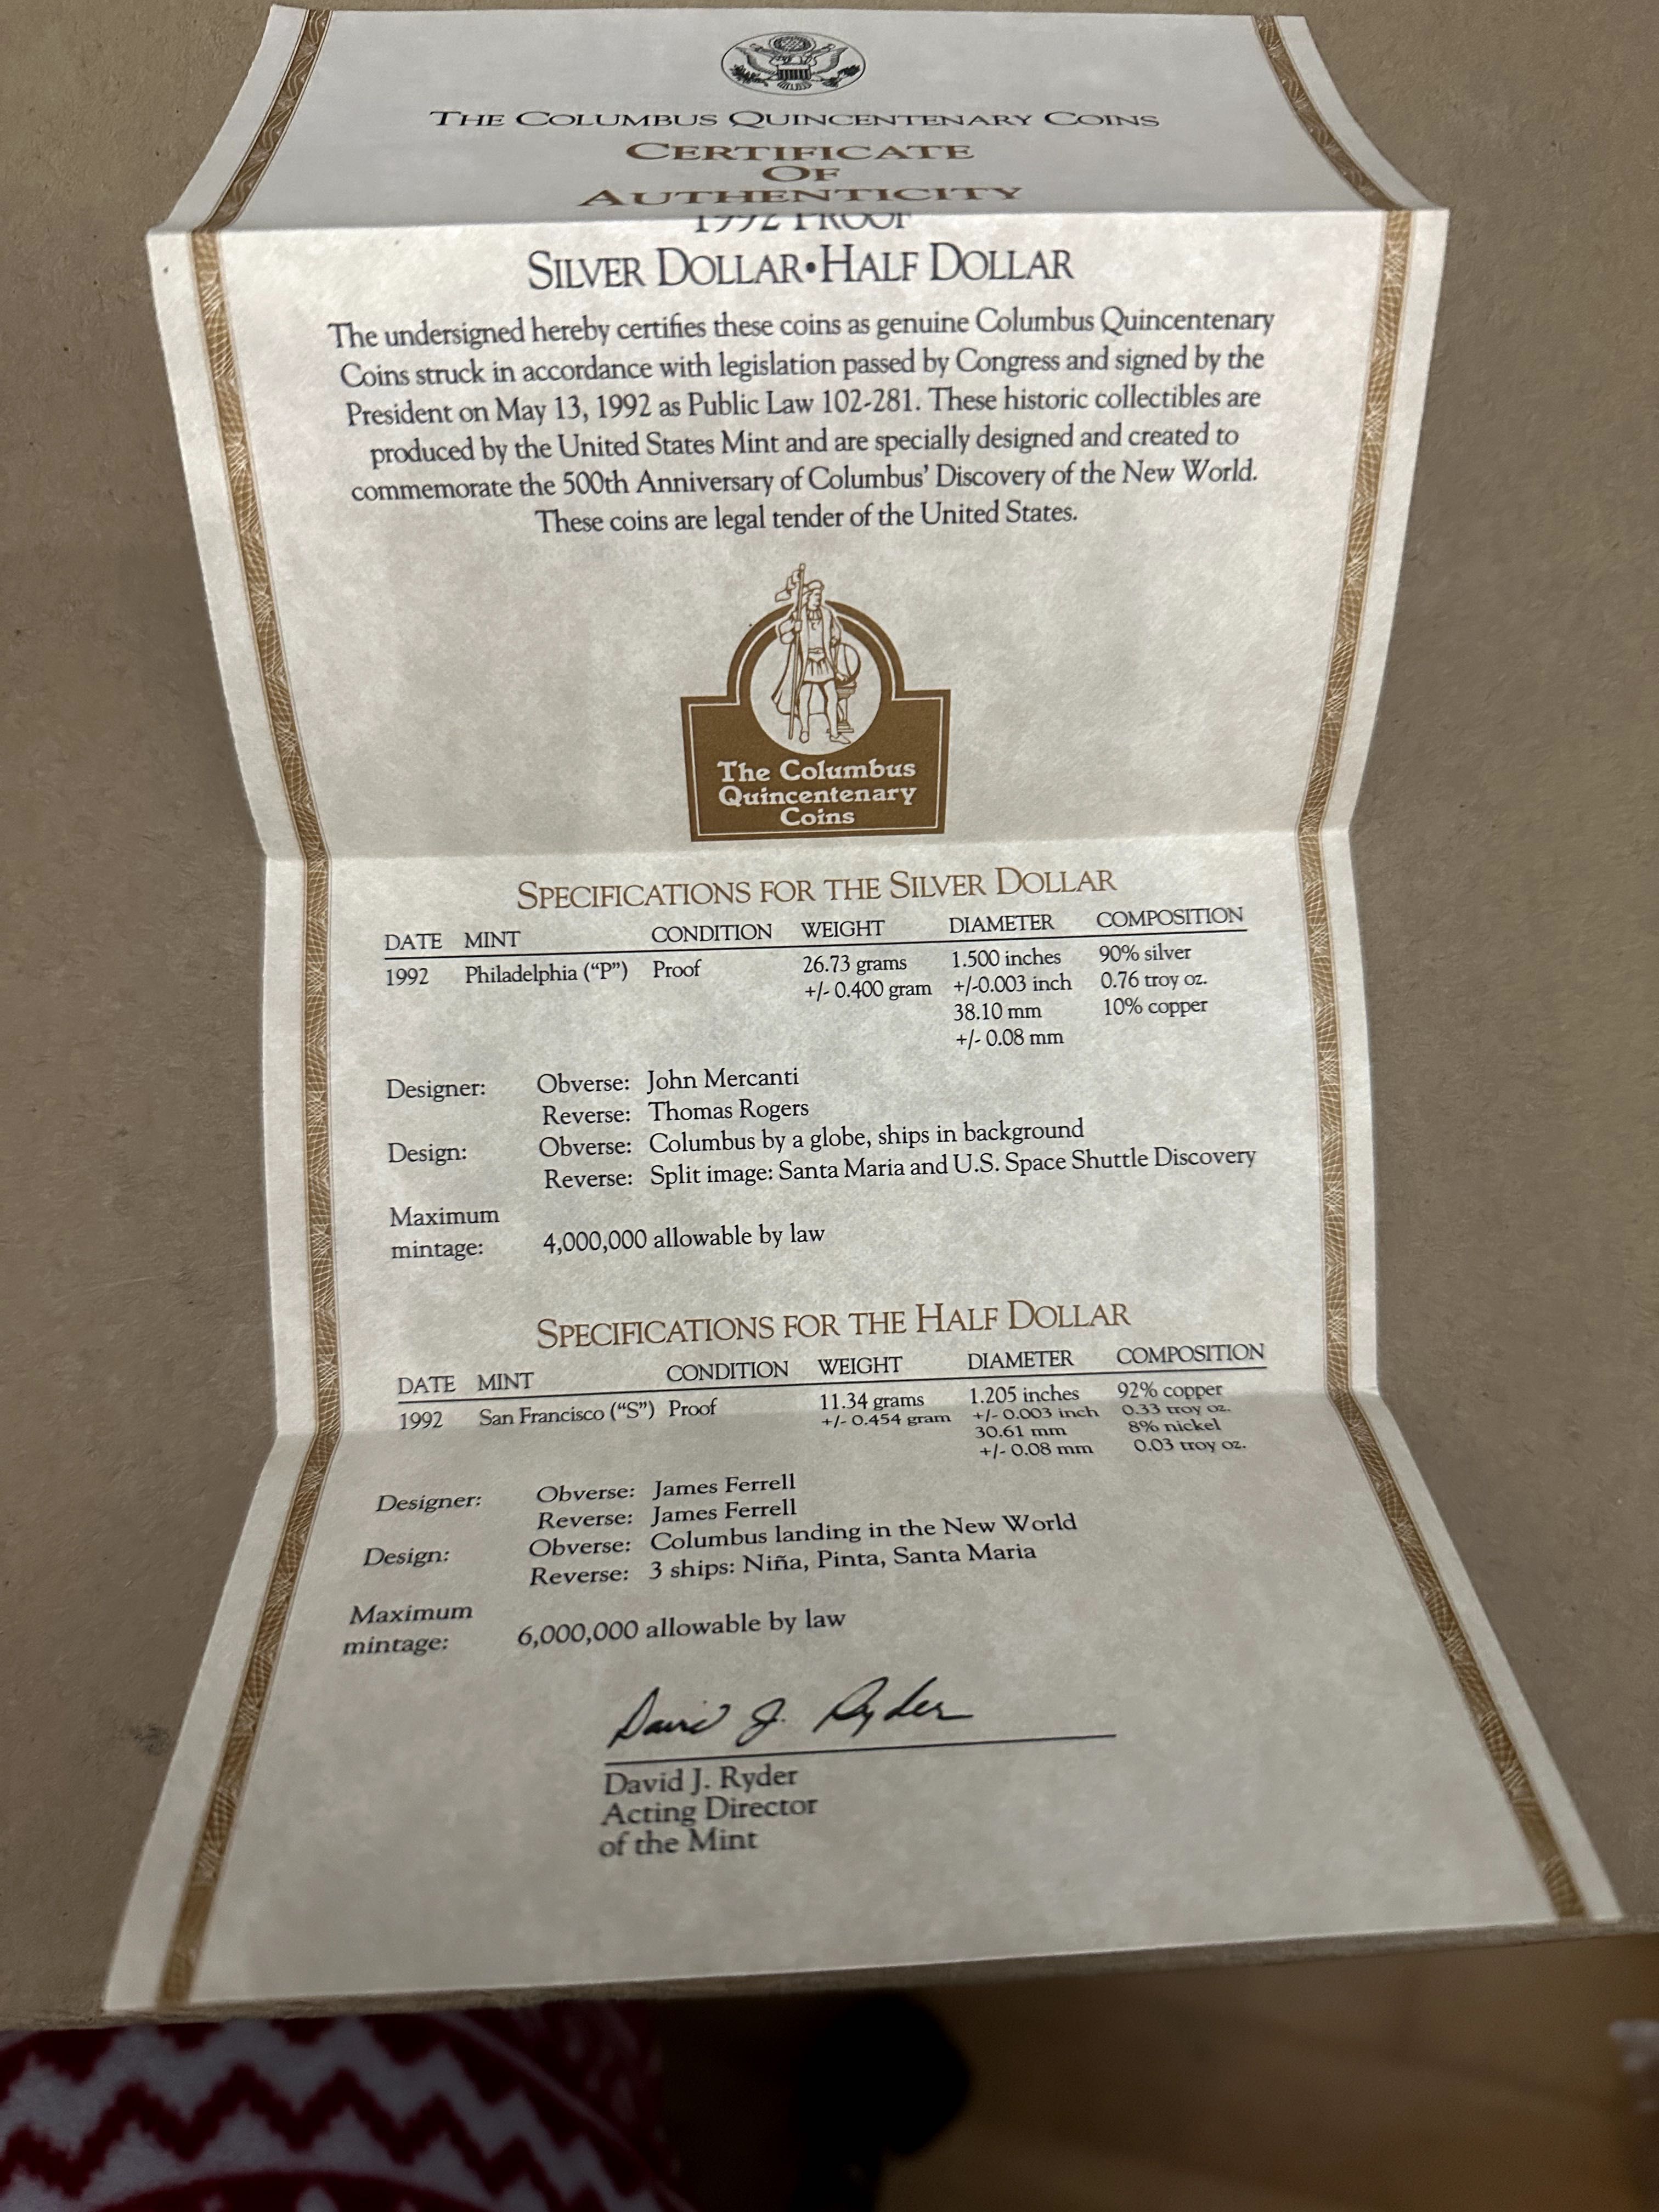 THE COLUMBUS QUINCENTENARY COINS
CERTIFICATE
OF
AUTHENTICITY
1992 PROOF
SILVER DOLLAR•HALF DOLLAR
The undersigned hereby certifies these coins as genuine Columbus Quincentenary
Coins struck in accordance with legislation passed by Congress and signed by the
President on May 13, 1992 as Public Law 102-281. These historic collectibles are
produced by the United States Mint and are specially designed and created to
commemorate the 500th Anniversary of Columbus' Discovery of the New World.
These coins are legal tender of the United States.
The Columbus
Quincentenary
Coins
SPECIFICATIONS FOR THE SILVER DOLLAR
DATE MINT CONDITION WEIGHT DIAMETER COMPOSITION
1992 Philadelphia ("P") Proof 26.73 grams 1.500 inches 90% silver
+/- 0.400 gram +/-0.003 inch 0.76 troy oz.
38.10 mm 10% copper
+/- 0.08 mm
Designer: Obverse: John Mercanti
Reverse: Thomas Rogers
Design: Obverse: Columbus by a globe, ships in background
Reverse: Split image: Santa Maria and U.S. Space Shuttle Discovery
Maximum
mintage: 4,000,000 allowable by law
SPECIFICATIONS FOR THE HALF DOLLAR
DATE MINT CONDITION WEIGHT DIAMETER COMPOSITION
1992 San Francisco ("S") Proof 11.34 grams 1.205 inches 92% copper
+/- 0.454 gram +/- 0.003 inch 0.33 troy oz.
30.61 mm 8% nickel
+/- 0.08 mm 0.03 troy oz.
Designer: Obverse: James Ferrell
Reverse: James Ferrell
Design: Obverse: Columbus landing in the New World
Reverse: 3 ships: Niña, Pinta, Santa Maria
Maximum
mintage: 6,000,000 allowable by law
David J. Ryder
David J. Ryder
Acting Director
of the Mint